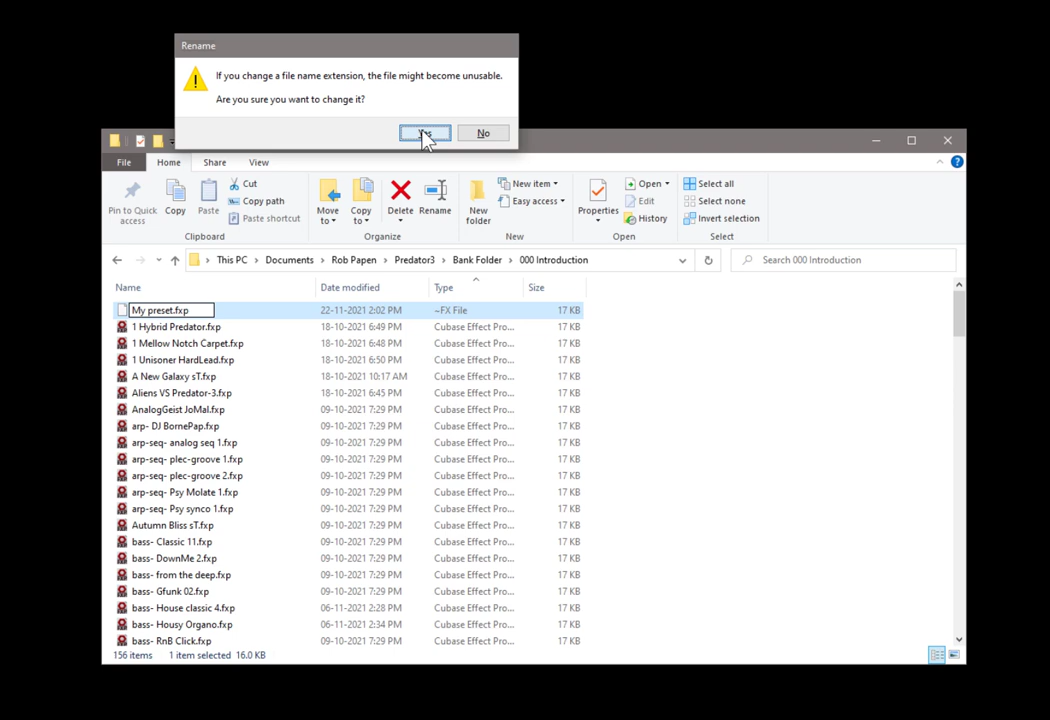 Rename
If you change a file name extension, the file might become unusable.
Are you sure you want to change it?
Yes No
File Home Share View
Pin to Quick access
Copy
Paste
Cut
Copy path
Paste shortcut
Clipboard
Move to
Copy to
Delete
Rename
Organize
New folder
New item
Easy access
New
Properties
Open
Edit
History
Open
Select all
Select none
Invert selection
Select
This PC > Documents > Rob Papen > Predator3 > Bank Folder > 000 Introduction
Search 000 Introduction
Name Date modified Type Size
My preset.fxp 22-11-2021 2:02 PM ~FX File 17 KB
1 Hybrid Predator.fxp 18-10-2021 6:49 PM Cubase Effect Pro... 17 KB
1 Mellow Notch Carpet.fxp 18-10-2021 6:48 PM Cubase Effect Pro... 17 KB
1 Unisoner HardLead.fxp 18-10-2021 6:50 PM Cubase Effect Pro... 17 KB
A New Galaxy sT.fxp 18-10-2021 10:17 AM Cubase Effect Pro... 17 KB
Aliens VS Predator-3.fxp 18-10-2021 6:45 PM Cubase Effect Pro... 17 KB
AnalogGeist JoMal.fxp 09-10-2021 7:29 PM Cubase Effect Pro... 17 KB
arp- DJ BornePap.fxp 09-10-2021 7:29 PM Cubase Effect Pro... 17 KB
arp-seq- analog seq 1.fxp 09-10-2021 7:29 PM Cubase Effect Pro... 17 KB
arp-seq- plec-groove 1.fxp 09-10-2021 7:29 PM Cubase Effect Pro... 17 KB
arp-seq- plec-groove 2.fxp 09-10-2021 7:29 PM Cubase Effect Pro... 17 KB
arp-seq- Psy Molate 1.fxp 09-10-2021 7:29 PM Cubase Effect Pro... 17 KB
arp-seq- Psy synco 1.fxp 09-10-2021 7:29 PM Cubase Effect Pro... 17 KB
Autumn Bliss sT.fxp 09-10-2021 7:29 PM Cubase Effect Pro... 17 KB
bass- Classic 11.fxp 09-10-2021 7:29 PM Cubase Effect Pro... 17 KB
bass- DownMe 2.fxp 09-10-2021 7:29 PM Cubase Effect Pro... 17 KB
bass- from the deep.fxp 09-10-2021 7:29 PM Cubase Effect Pro... 17 KB
bass- Gfunk 02.fxp 09-10-2021 7:29 PM Cubase Effect Pro... 17 KB
bass- House classic 4.fxp 06-11-2021 2:28 PM Cubase Effect Pro... 17 KB
bass- Housy Organo.fxp 06-11-2021 2:34 PM Cubase Effect Pro... 17 KB
bass- RnB Click.fxp 09-10-2021 7:29 PM Cubase Effect Pro... 17 KB
156 items 1 item selected 16.0 KB